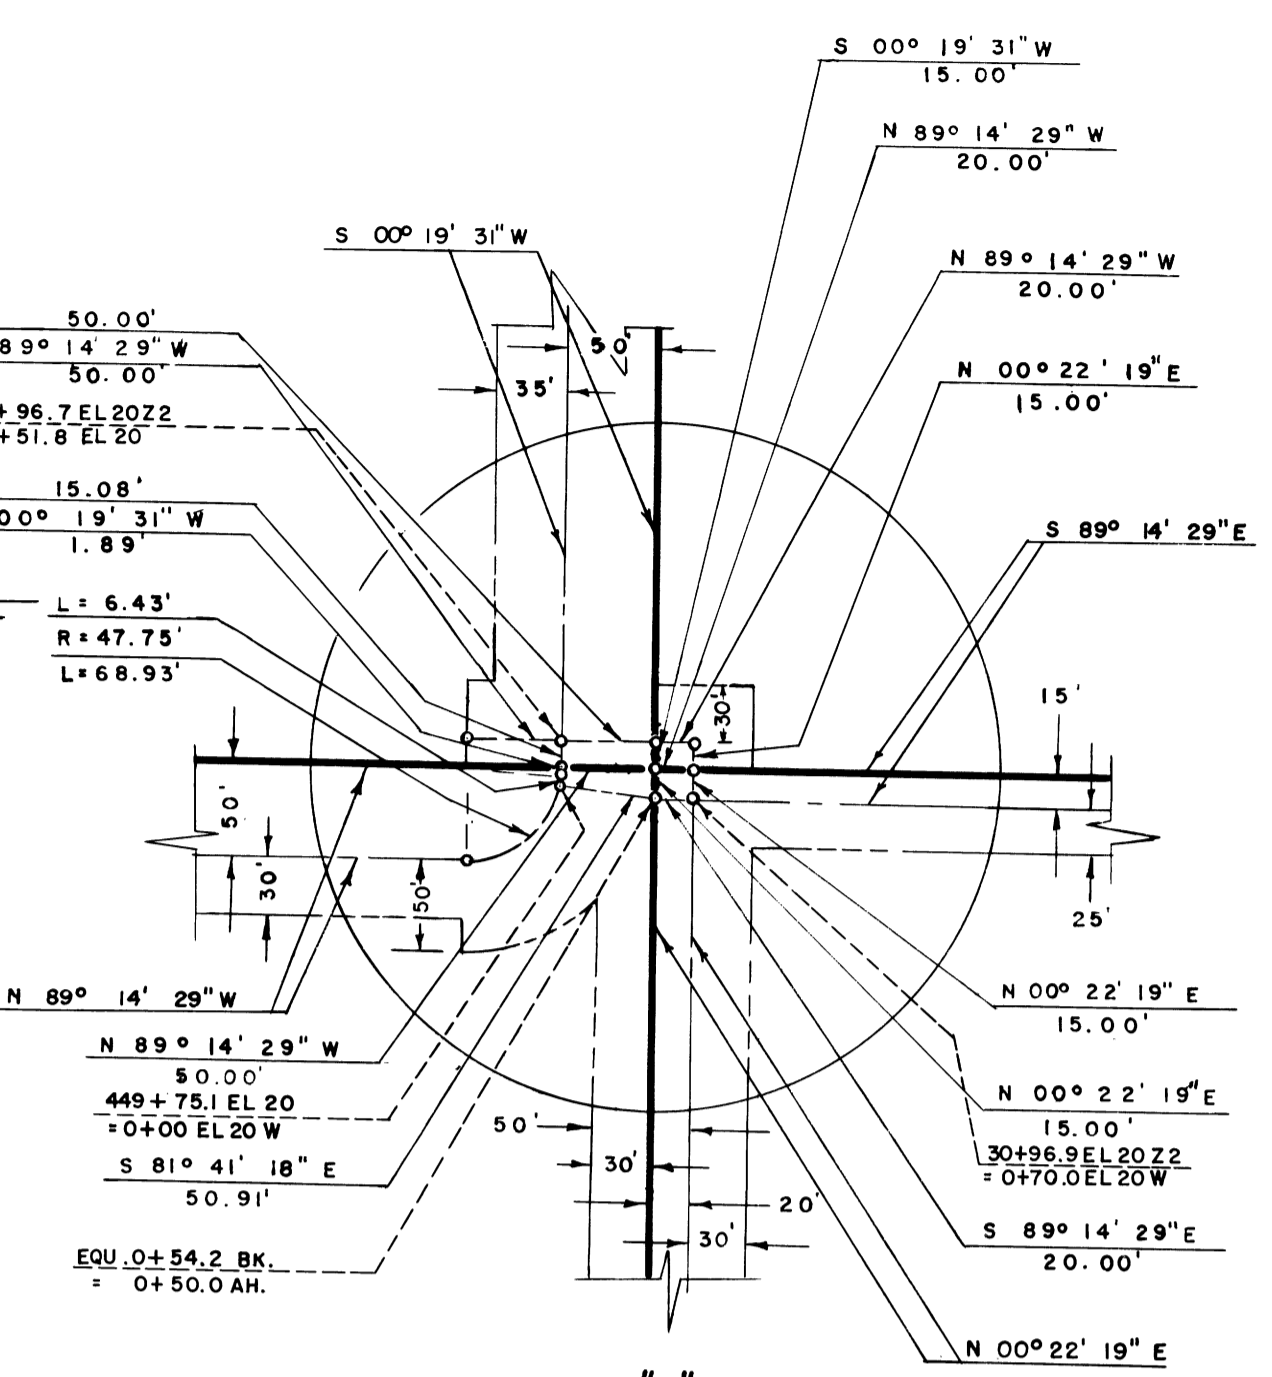 S 00° 19' 31" W
15.00'
N 89° 14' 29" W
20.00'
S 00° 19' 31" W
N 89° 14' 29" W
20.00'
50.00'
89° 14' 29" W
50.00'
50'
35'
N 00° 22' 19" E
15.00'
+ 96.7 EL 20Z2
+51.8 EL 20
15.08'
00° 19' 31" W
1.89'
S 89° 14' 29" E
L = 6.43'
R = 47.75'
L = 68.93'
30'
15'
50'
30'
50'
25'
N 89° 14' 29" W
N 00° 22' 19" E
15.00'
N 89° 14' 29" W
50.00'
449 + 75.1 EL 20
= 0+00 EL 20 W
N 00° 22' 19" E
15.00'
50'
30'
30+96.9 EL 20 Z2
= 0+70.0 EL 20 W
S 81° 41' 18" E
50.91'
20'
30'
S 89° 14' 29" E
20.00'
EQU. 0+54.2 BK.
= 0+50.0 AH.
N 00° 22' 19" E